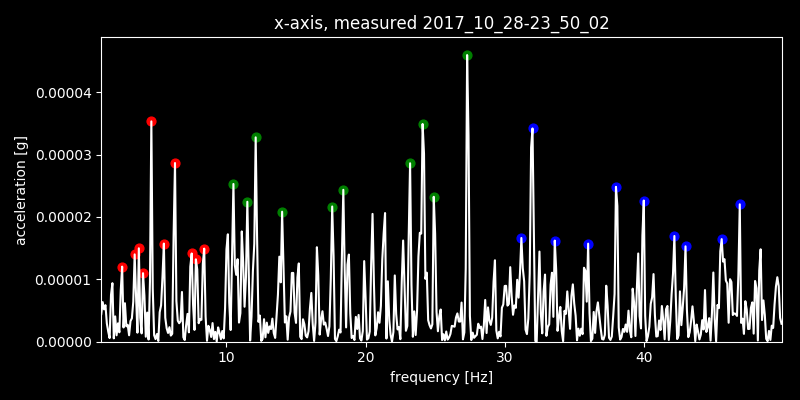 x-axis, measured 2017_10_28-23_50_02
acceleration [g]
0.00004
0.00003
0.00002
0.00001
0.00000
10 20 30 40
frequency [Hz]